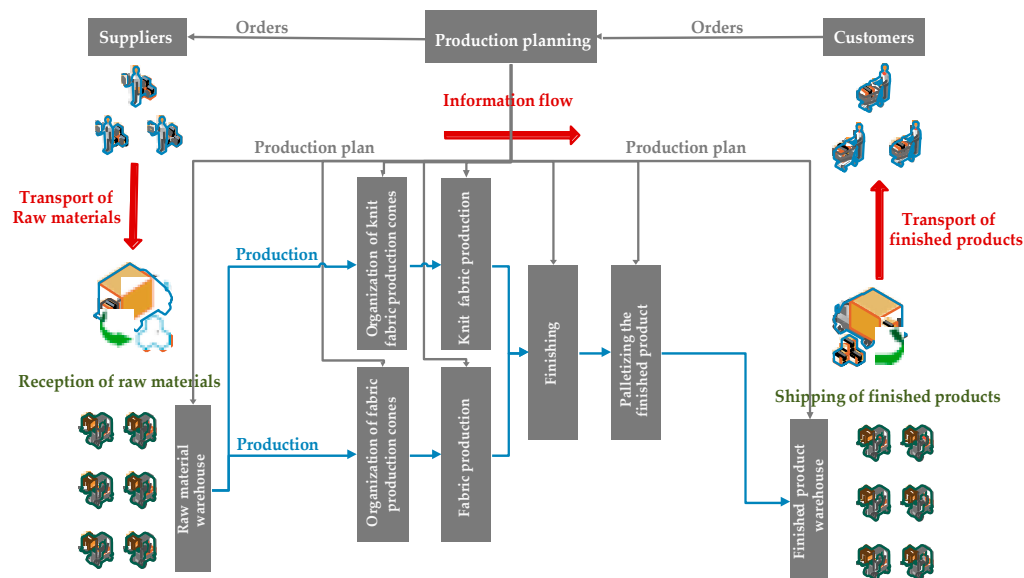 Suppliers
Orders
Production planning
Orders
Customers
Information flow
Production plan
Production plan
Transport of
Raw materials
Transport of
finished products
Organization of knit
fabric production cones
Knit fabric production
Production
Finishing
Palletizing the
finished product
Reception of raw materials
Shipping of finished products
Production
Organization of fabric
production cones
Fabric production
Raw material
warehouse
Finished product
warehouse